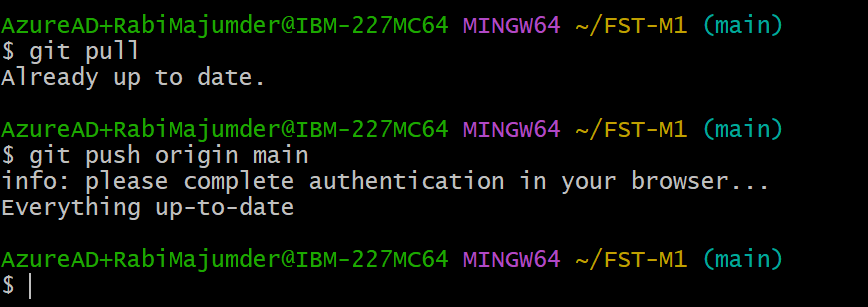 AzureAD+RabiMajumder@IBM-227MC64 MINGW64 ~/FST-M1 (main)
$ git pull
Already up to date.
AzureAD+RabiMajumder@IBM-227MC64 MINGW64 ~/FST-M1 (main)
$ git push origin main
info: please complete authentication in your browser...
Everything up-to-date
AzureAD+RabiMajumder@IBM-227MC64 MINGW64 ~/FST-M1 (main)
$